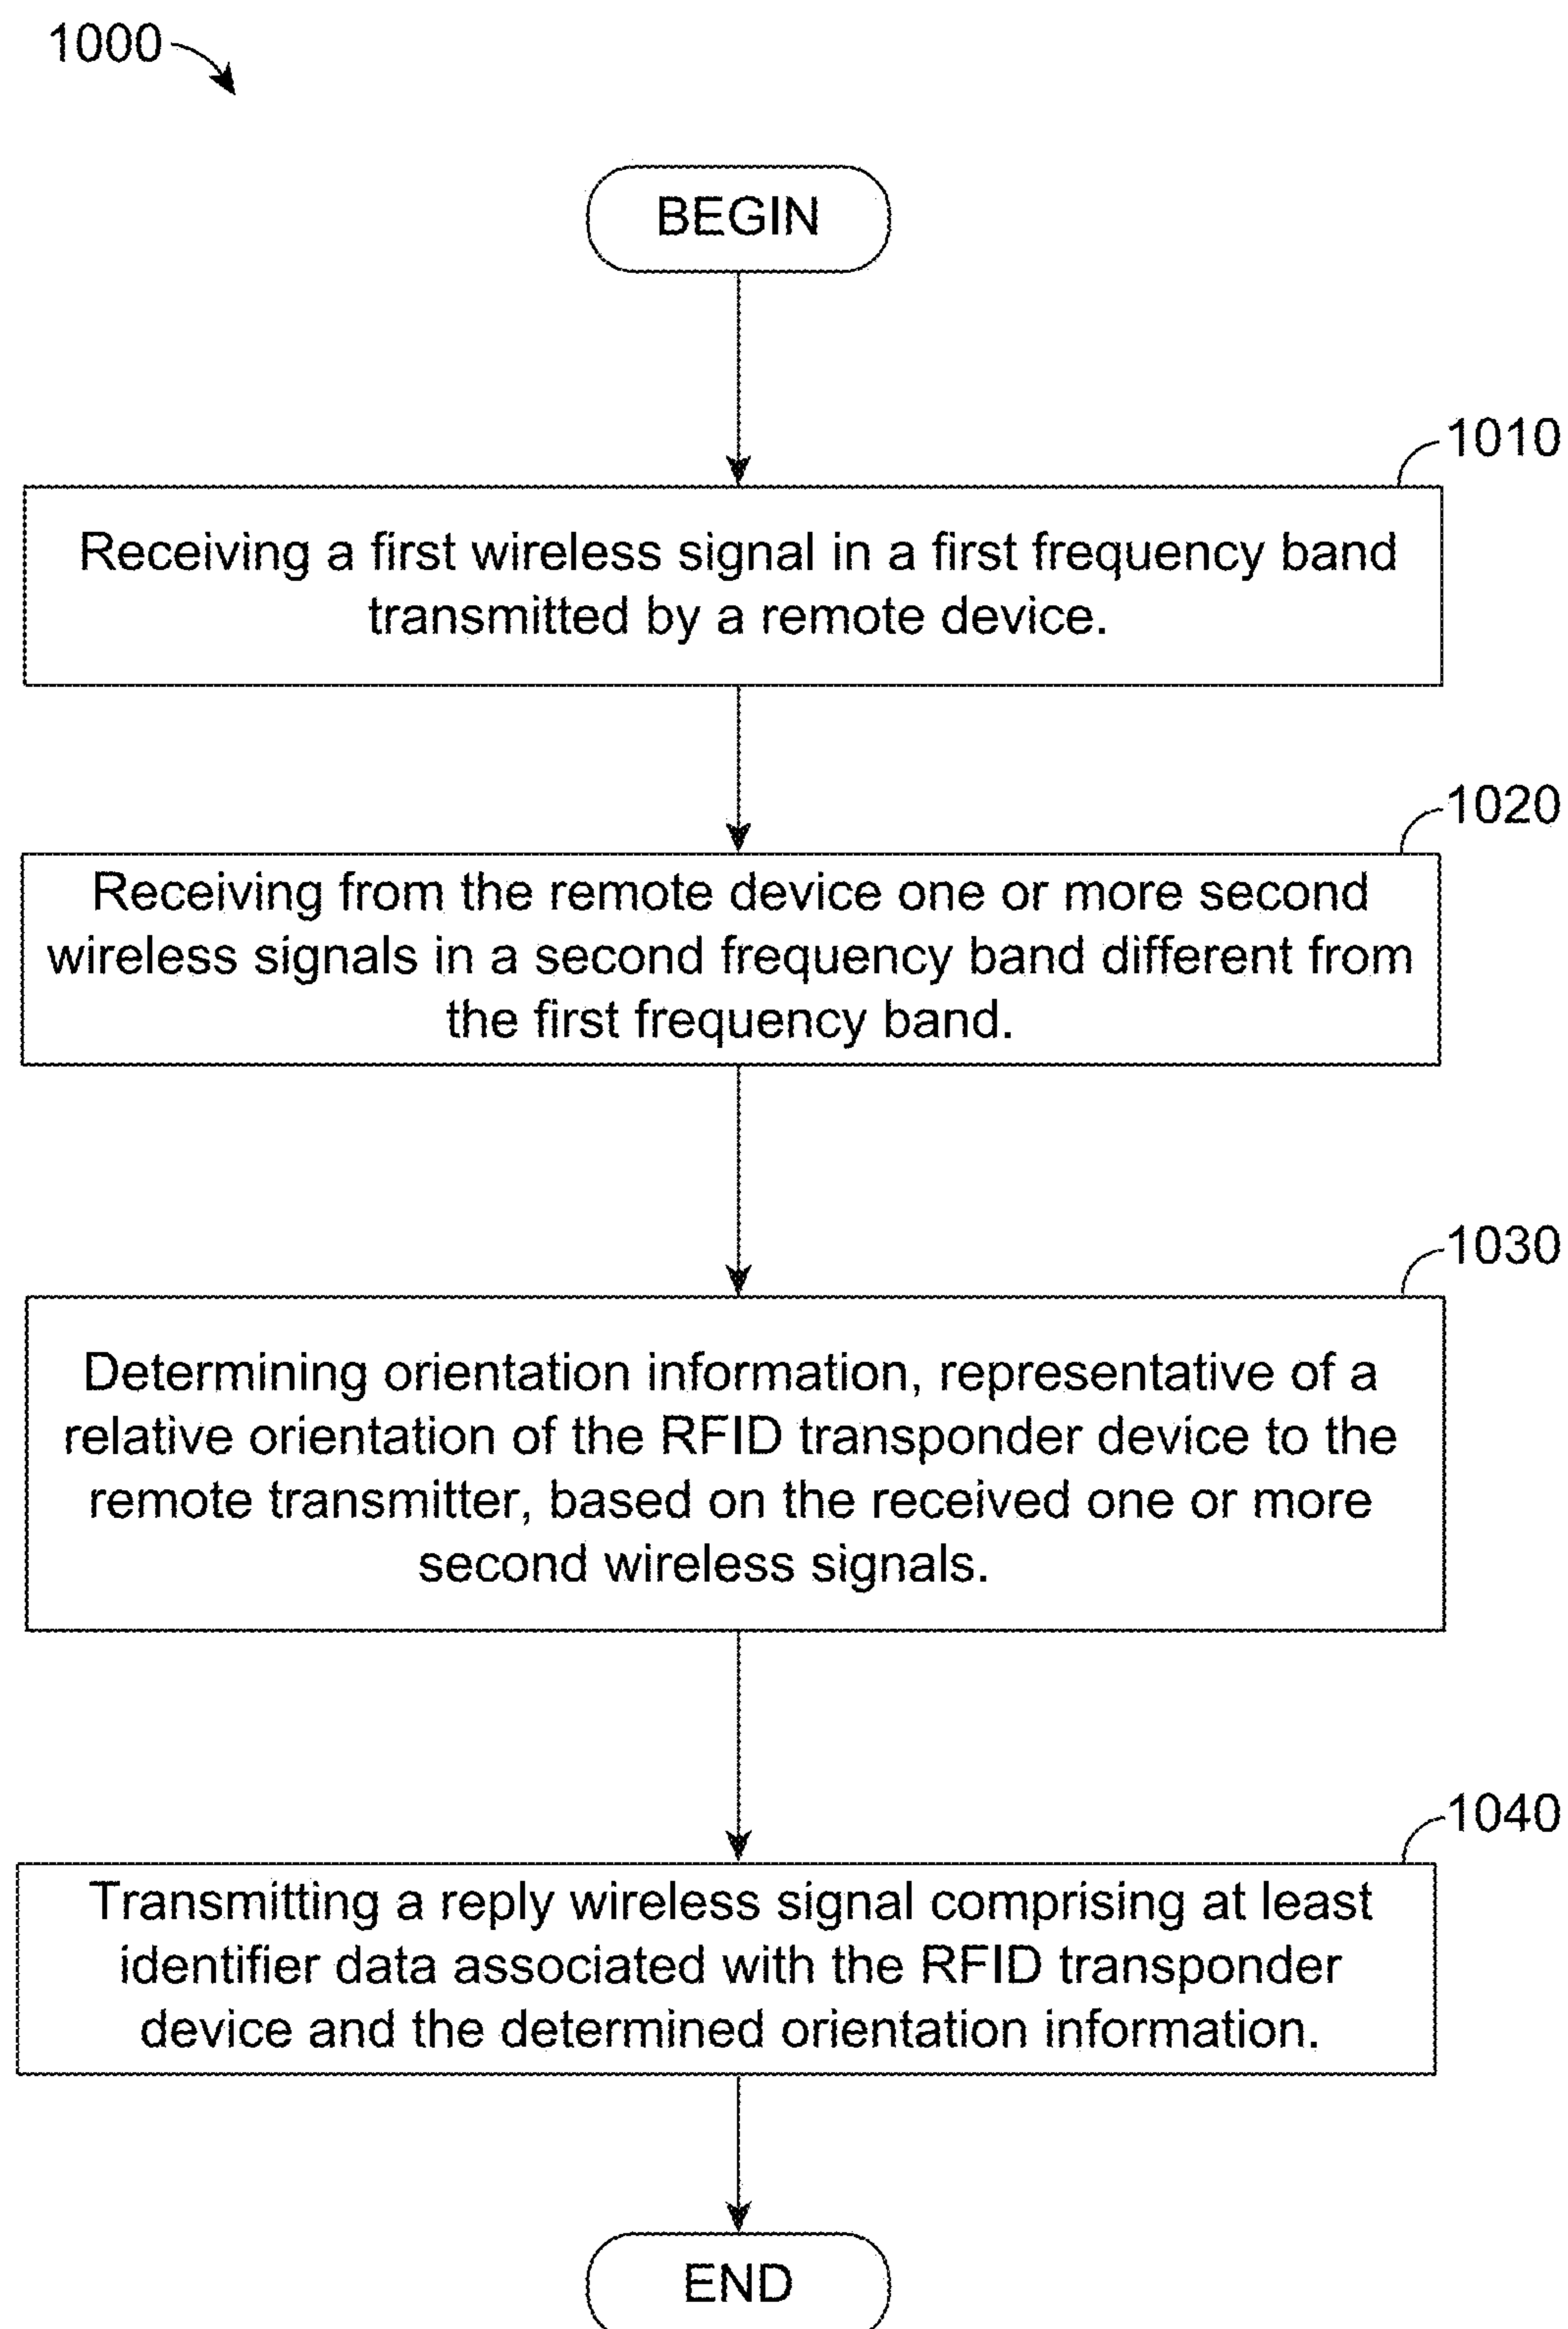 1000
BEGIN
1010
Receiving a first wireless signal in a first frequency band
transmitted by a remote device.
1020
Receiving from the remote device one or more second
wireless signals in a second frequency band different from
the first frequency band.
1030
Determining orientation information, representative of a
relative orientation of the RFID transponder device to the
remote transmitter, based on the received one or more
second wireless signals.
1040
Transmitting a reply wireless signal comprising at least
identifier data associated with the RFID transponder
device and the determined orientation information.
END